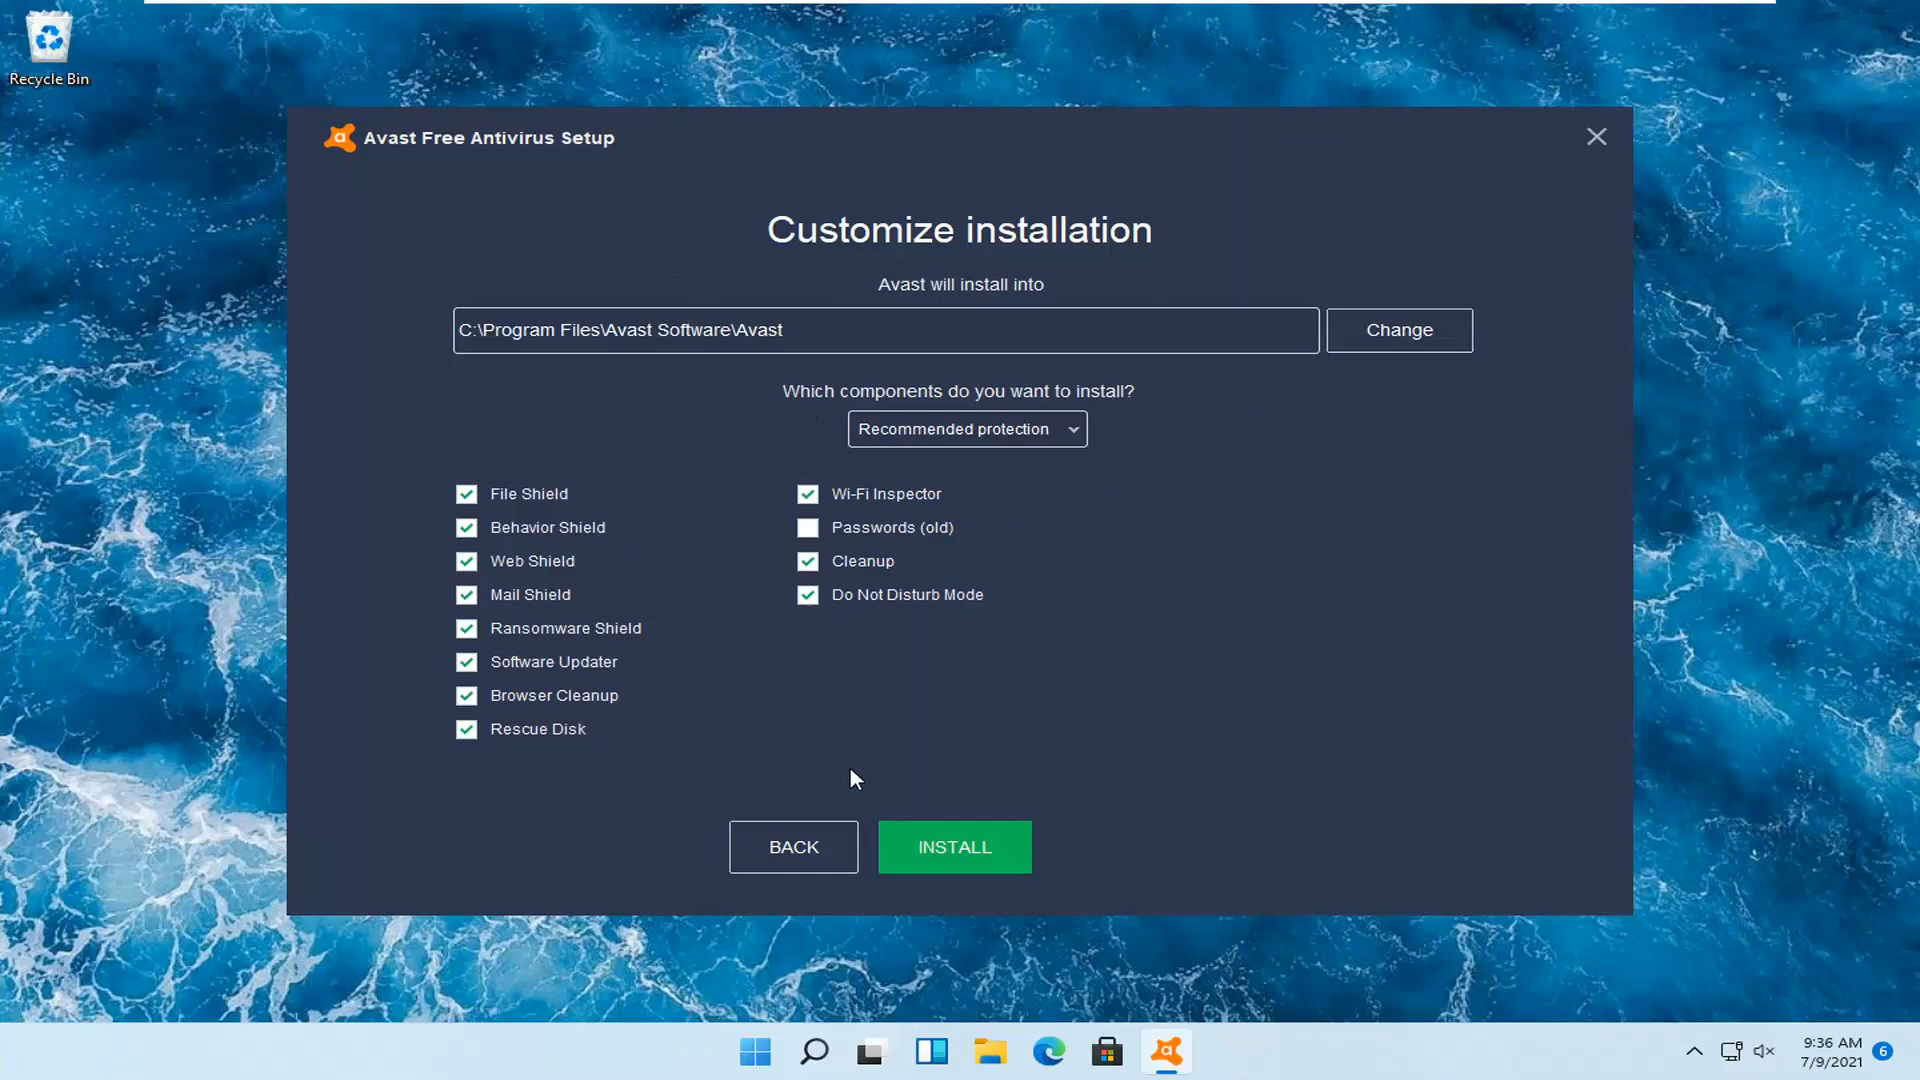 Recycle Bin
Avast Free Antivirus Setup
Customize installation
Avast will install into
C:\Program Files\Avast Software\Avast
Change
Which components do you want to install?
Recommended protection
File Shield
Behavior Shield
Web Shield
Mail Shield
Ransomware Shield
Software Updater
Browser Cleanup
Rescue Disk
Wi-Fi Inspector
Passwords (old)
Cleanup
Do Not Disturb Mode
BACK
INSTALL
9:36 AM
7/9/2021
6